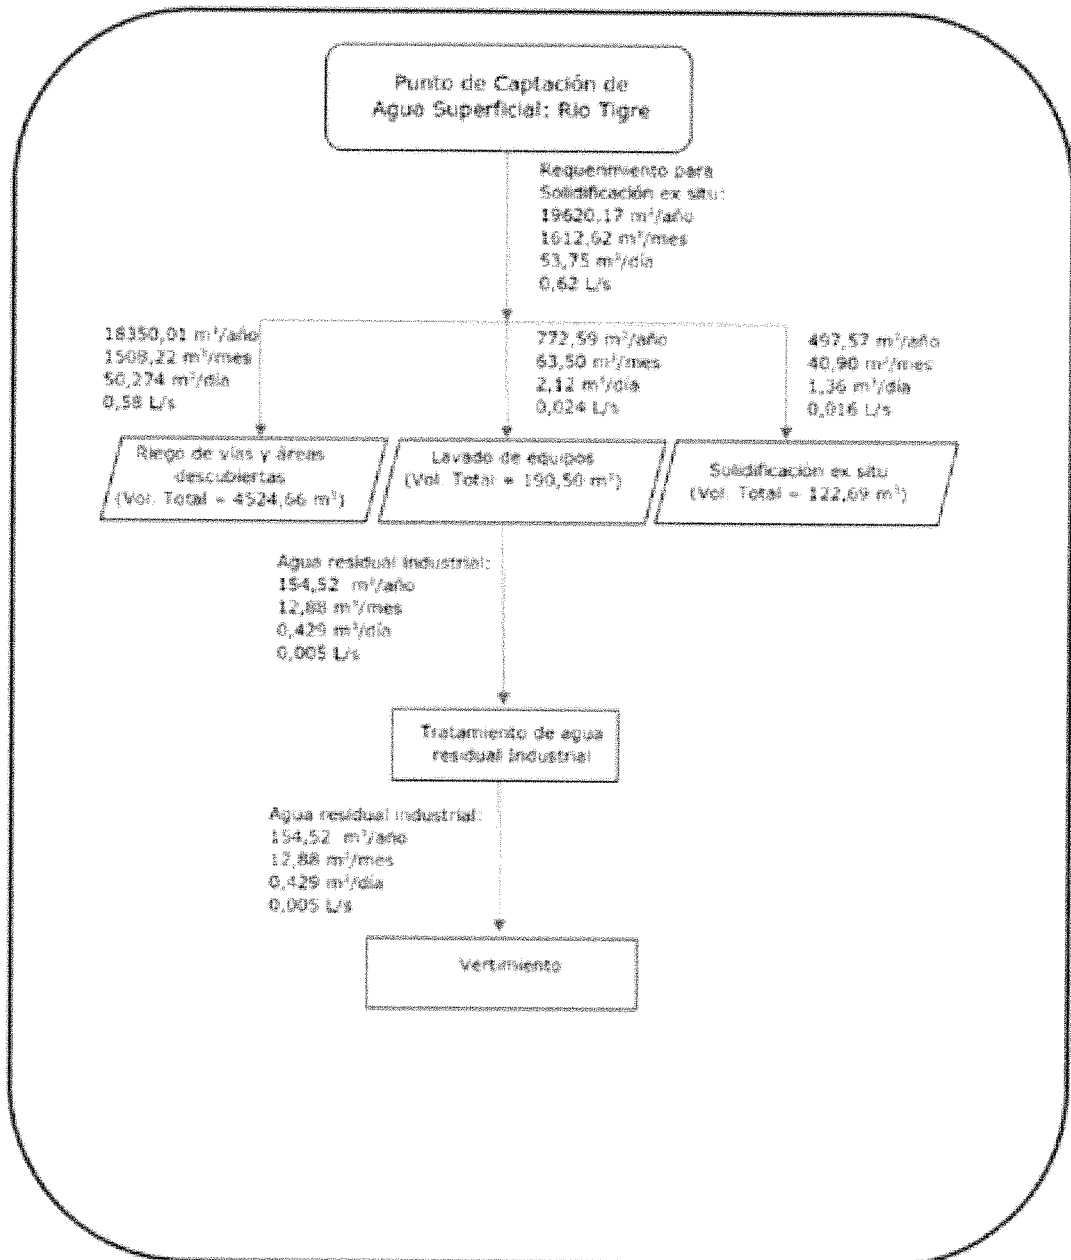 Punto de Captación de
Agua Superficial: Río Tigre
Requerimiento para
Solidificación ex situ:
19620,17 m³/año
1612,62 m³/mes
53,75 m³/día
0,62 L/s
18350,01 m³/año
1508,22 m³/mes
50,274 m³/día
0,58 L/s
772,59 m³/año
63,50 m³/mes
2,12 m³/día
0,024 L/s
497,57 m³/año
40,90 m³/mes
1,36 m³/día
0,016 L/s
Riego de vías y áreas
descubiertas
(Vol. Total = 4524,66 m³)
Lavado de equipos
(Vol. Total = 190,50 m³)
Solidificación ex situ
(Vol. Total = 122,69 m³)
Agua residual industrial:
154,52 m³/año
12,88 m³/mes
0,429 m³/día
0,005 L/s
Tratamiento de agua
residual industrial
Agua residual industrial:
154,52 m³/año
12,88 m³/mes
0,429 m³/día
0,005 L/s
Vertimiento